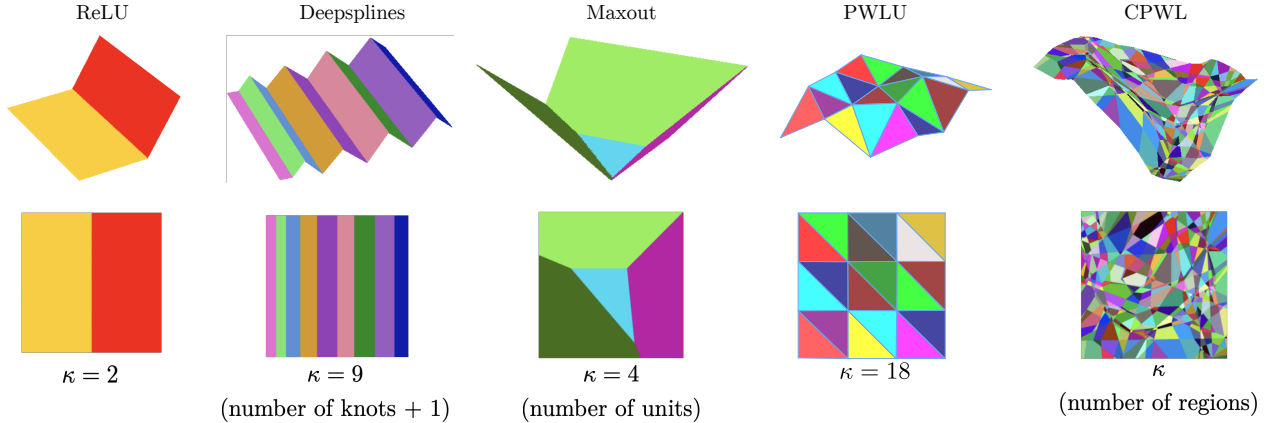 ReLU
Deepsplines
Maxout
PWLU
CPWL
κ = 2
κ = 9
(number of knots + 1)
κ = 4
(number of units)
κ = 18
κ
(number of regions)